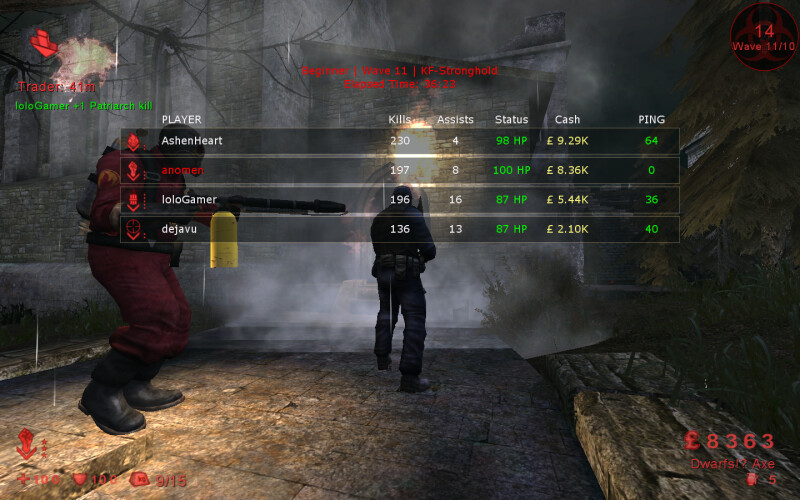 14
Wave 11/10
Trader: 41m
loloGamer +1 Patriarch kill
Beginner | Wave 11 | KF-Stronghold
Elapsed Time:
PLAYER Kills Assists Status Cash PING
AshenHeart 230 4 98 HP £ 9.29K 64
anomen 197 8 100 HP £ 8.36K 0
loloGamer 196 16 87 HP £ 5.44K 36
dejavu 136 13 87 HP £ 2.10K 40
£8363
Dwarfs!? Axe
100 100 9/15
5